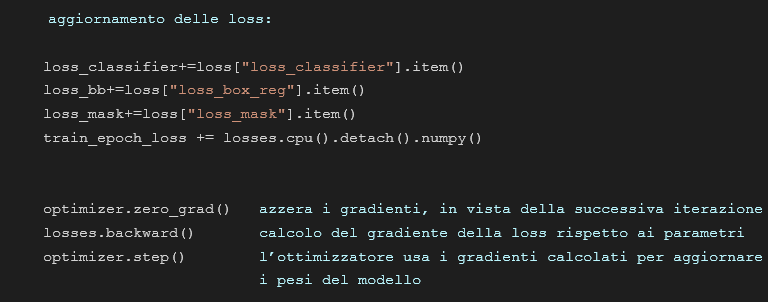 aggiornamento delle loss:
loss_classifier+=loss["loss_classifier"].item()
loss_bb+=loss["loss_box_reg"].item()
loss_mask+=loss["loss_mask"].item()
train_epoch_loss += losses.cpu().detach().numpy()
optimizer.zero_grad() azzera i gradienti, in vista della successiva iterazione
losses.backward() calcolo del gradiente della loss rispetto ai parametri
optimizer.step() l’ottimizzatore usa i gradienti calcolati per aggiornare
i pesi del modello